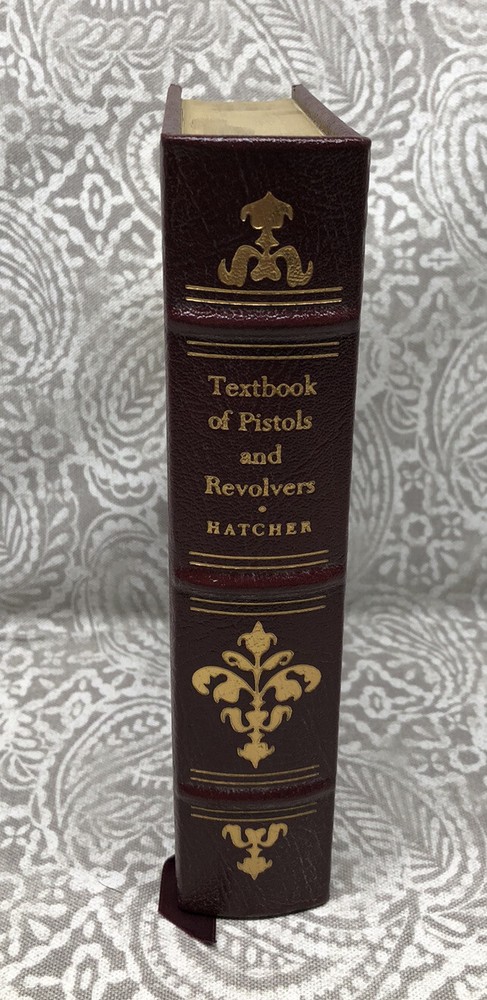 Textbook
of Pistols
and
Revolvers
HATCHER